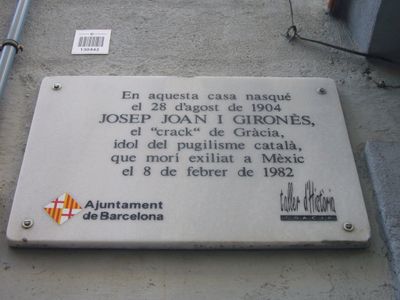 130442
En aquesta casa nasqué
el 28 d'agost de 1904
JOSEP JOAN I GIRONÈS,
el "crack" de Gràcia,
ídol del pugilisme català,
que morí exiliat a Mèxic
el 8 de febrer de 1982
Ajuntament
de Barcelona
taller d'Història
GRÀCIA